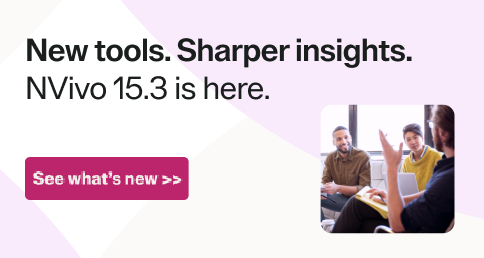 New tools. Sharper insights.
NVivo 15.3 is here.
See what's new >>